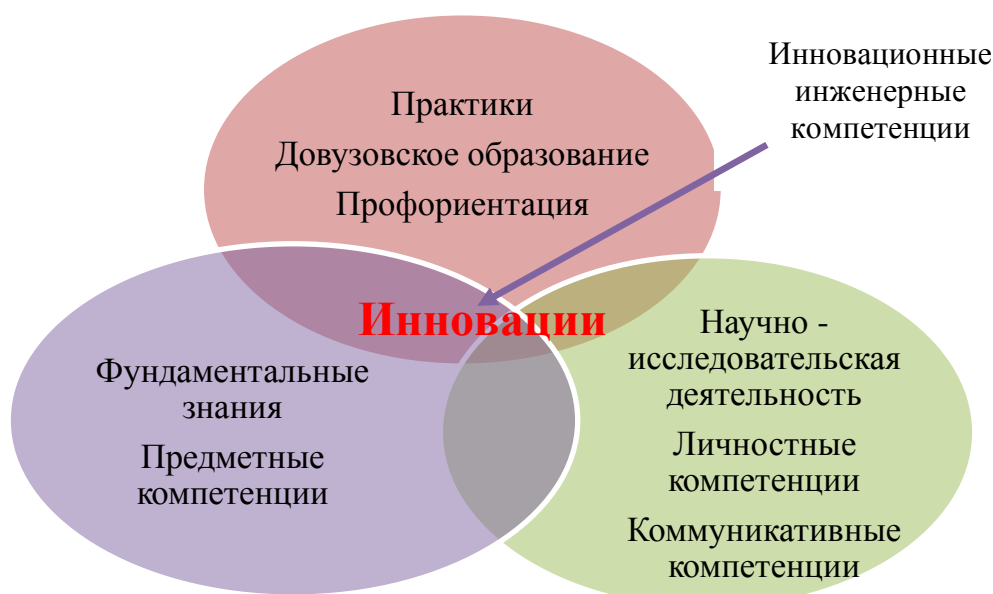 Инновационные
инженерные
компетенции
Практики
Довузовское образование
Профориентация
Инновации
Фундаментальные
знания
Предметные
компетенции
Научно -
исследовательская
деятельность
Личностные
компетенции
Коммуникативные
компетенции